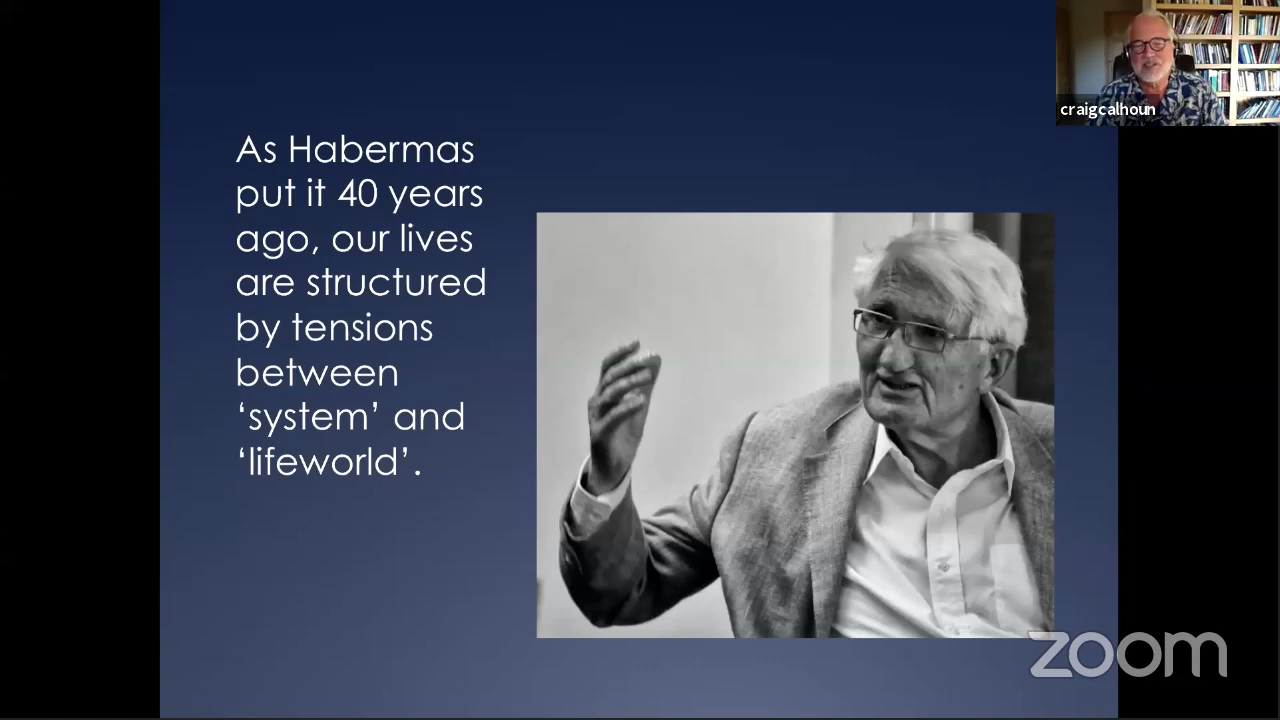 craigcalhoun
As Habermas
put it 40 years
ago, our lives
are structured
by tensions
between
‘system’ and
‘lifeworld’.
zoom